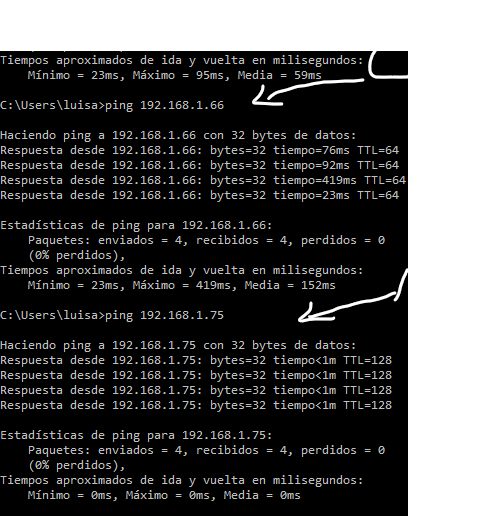 Tiempos aproximados de ida y vuelta en milisegundos:
Mínimo = 23ms, Máximo = 95ms, Media = 59ms
C:\Users\luisa>ping 192.168.1.66
Haciendo ping a 192.168.1.66 con 32 bytes de datos:
Respuesta desde 192.168.1.66: bytes=32 tiempo=76ms TTL=64
Respuesta desde 192.168.1.66: bytes=32 tiempo=92ms TTL=64
Respuesta desde 192.168.1.66: bytes=32 tiempo=419ms TTL=64
Respuesta desde 192.168.1.66: bytes=32 tiempo=23ms TTL=64
Estadísticas de ping para 192.168.1.66:
Paquetes: enviados = 4, recibidos = 4, perdidos = 0
(0% perdidos),
Tiempos aproximados de ida y vuelta en milisegundos:
Mínimo = 23ms, Máximo = 419ms, Media = 152ms
C:\Users\luisa>ping 192.168.1.75
Haciendo ping a 192.168.1.75 con 32 bytes de datos:
Respuesta desde 192.168.1.75: bytes=32 tiempo<1m TTL=128
Respuesta desde 192.168.1.75: bytes=32 tiempo<1m TTL=128
Respuesta desde 192.168.1.75: bytes=32 tiempo<1m TTL=128
Respuesta desde 192.168.1.75: bytes=32 tiempo<1m TTL=128
Estadísticas de ping para 192.168.1.75:
Paquetes: enviados = 4, recibidos = 4, perdidos = 0
(0% perdidos),
Tiempos aproximados de ida y vuelta en milisegundos:
Mínimo = 0ms, Máximo = 0ms, Media = 0ms